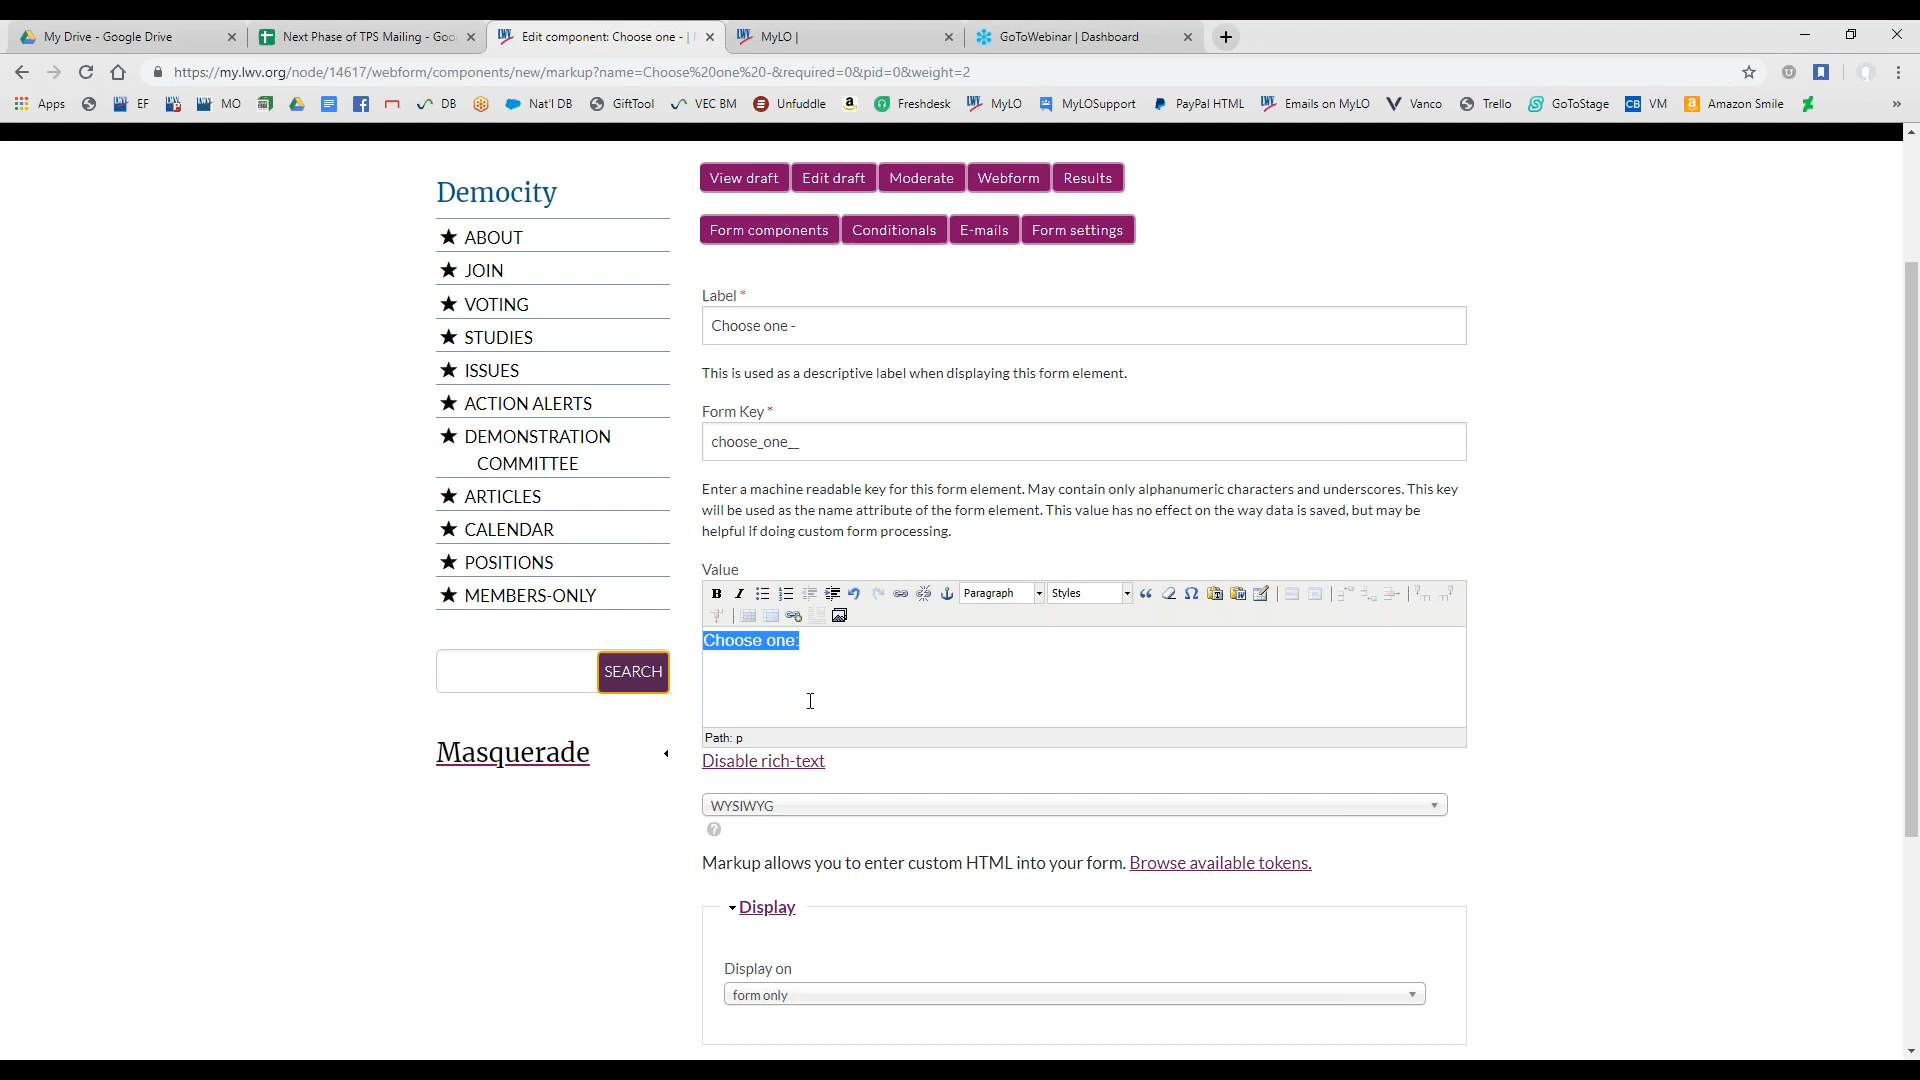 My Drive - Google Drive
Next Phase of TPS Mailing - Goo
Edit component: Choose one - |
MyLO |
GoToWebinar | Dashboard
https://my.lwv.org/node/14617/webform/components/new/markup?name=Choose%20one%20-&required=0&pid=0&weight=2
Apps EF MO DB Nat'l DB GiftTool VEC BM Unfuddle Freshdesk MyLO MyLOSupport PayPal HTML Emails on MyLO Vanco Trello GoToStage VM Amazon Smile
View draft Edit draft Moderate Webform Results
Democity
Form components Conditionals E-mails Form settings
ABOUT
JOIN
VOTING
STUDIES
ISSUES
ACTION ALERTS
DEMONSTRATION
COMMITTEE
ARTICLES
CALENDAR
POSITIONS
MEMBERS-ONLY
SEARCH
Masquerade
Label *
Choose one -
This is used as a descriptive label when displaying this form element.
Form Key *
choose_one__
Enter a machine readable key for this form element. May contain only alphanumeric characters and underscores. This key
will be used as the name attribute of the form element. This value has no effect on the way data is saved, but may be
helpful if doing custom form processing.
Value
B I Paragraph Styles
Choose one:
Path: p
Disable rich-text
WYSIWYG
Markup allows you to enter custom HTML into your form. Browse available tokens.
Display
Display on
form only